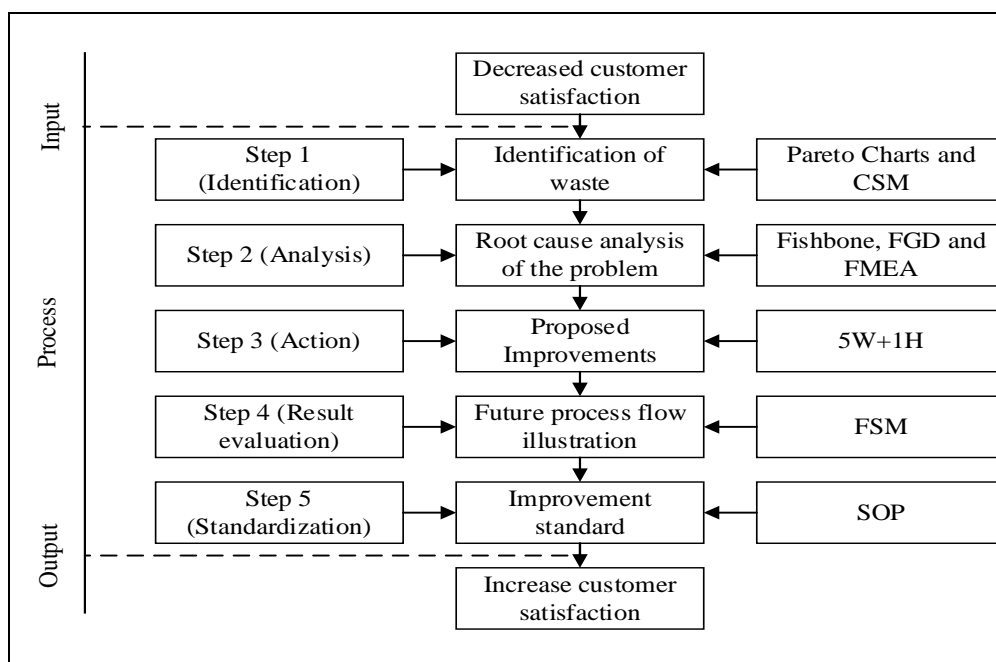 Decreased customer
satisfaction
Input
Step 1
(Identification)
Identification of
waste
Pareto Charts and
CSM
Step 2 (Analysis)
Root cause analysis
of the problem
Fishbone, FGD and
FMEA
Process
Step 3 (Action)
Proposed
Improvements
5W+1H
Step 4 (Result
evaluation)
Future process flow
illustration
FSM
Step 5
(Standardization)
Improvement
standard
SOP
Output
Increase customer
satisfaction